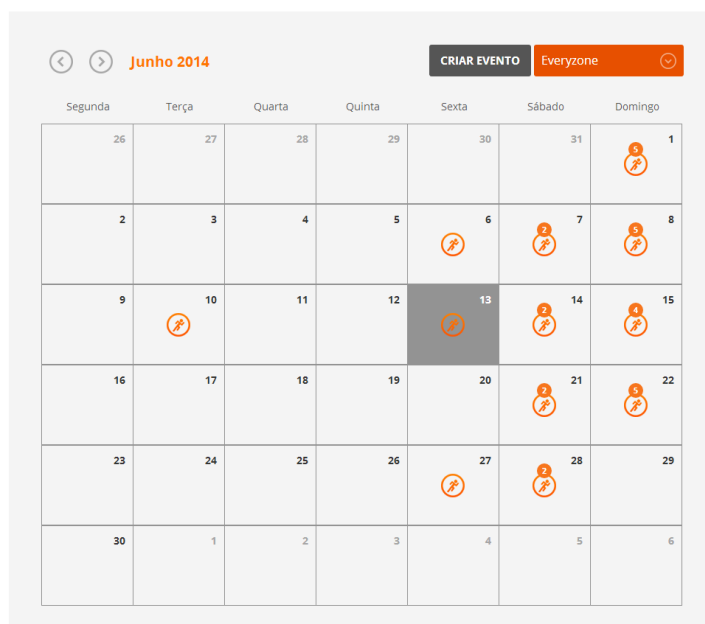 Junho 2014
CRIAR EVENTO
Everyzone
Segunda Terça Quarta Quinta Sexta Sábado Domingo
26 27 28 29 30 31 1
5
2 3 4 5 6 7 8
2 5
9 10 11 12 13 14 15
2 4
16 17 18 19 20 21 22
2 5
23 24 25 26 27 28 29
2
30 1 2 3 4 5 6